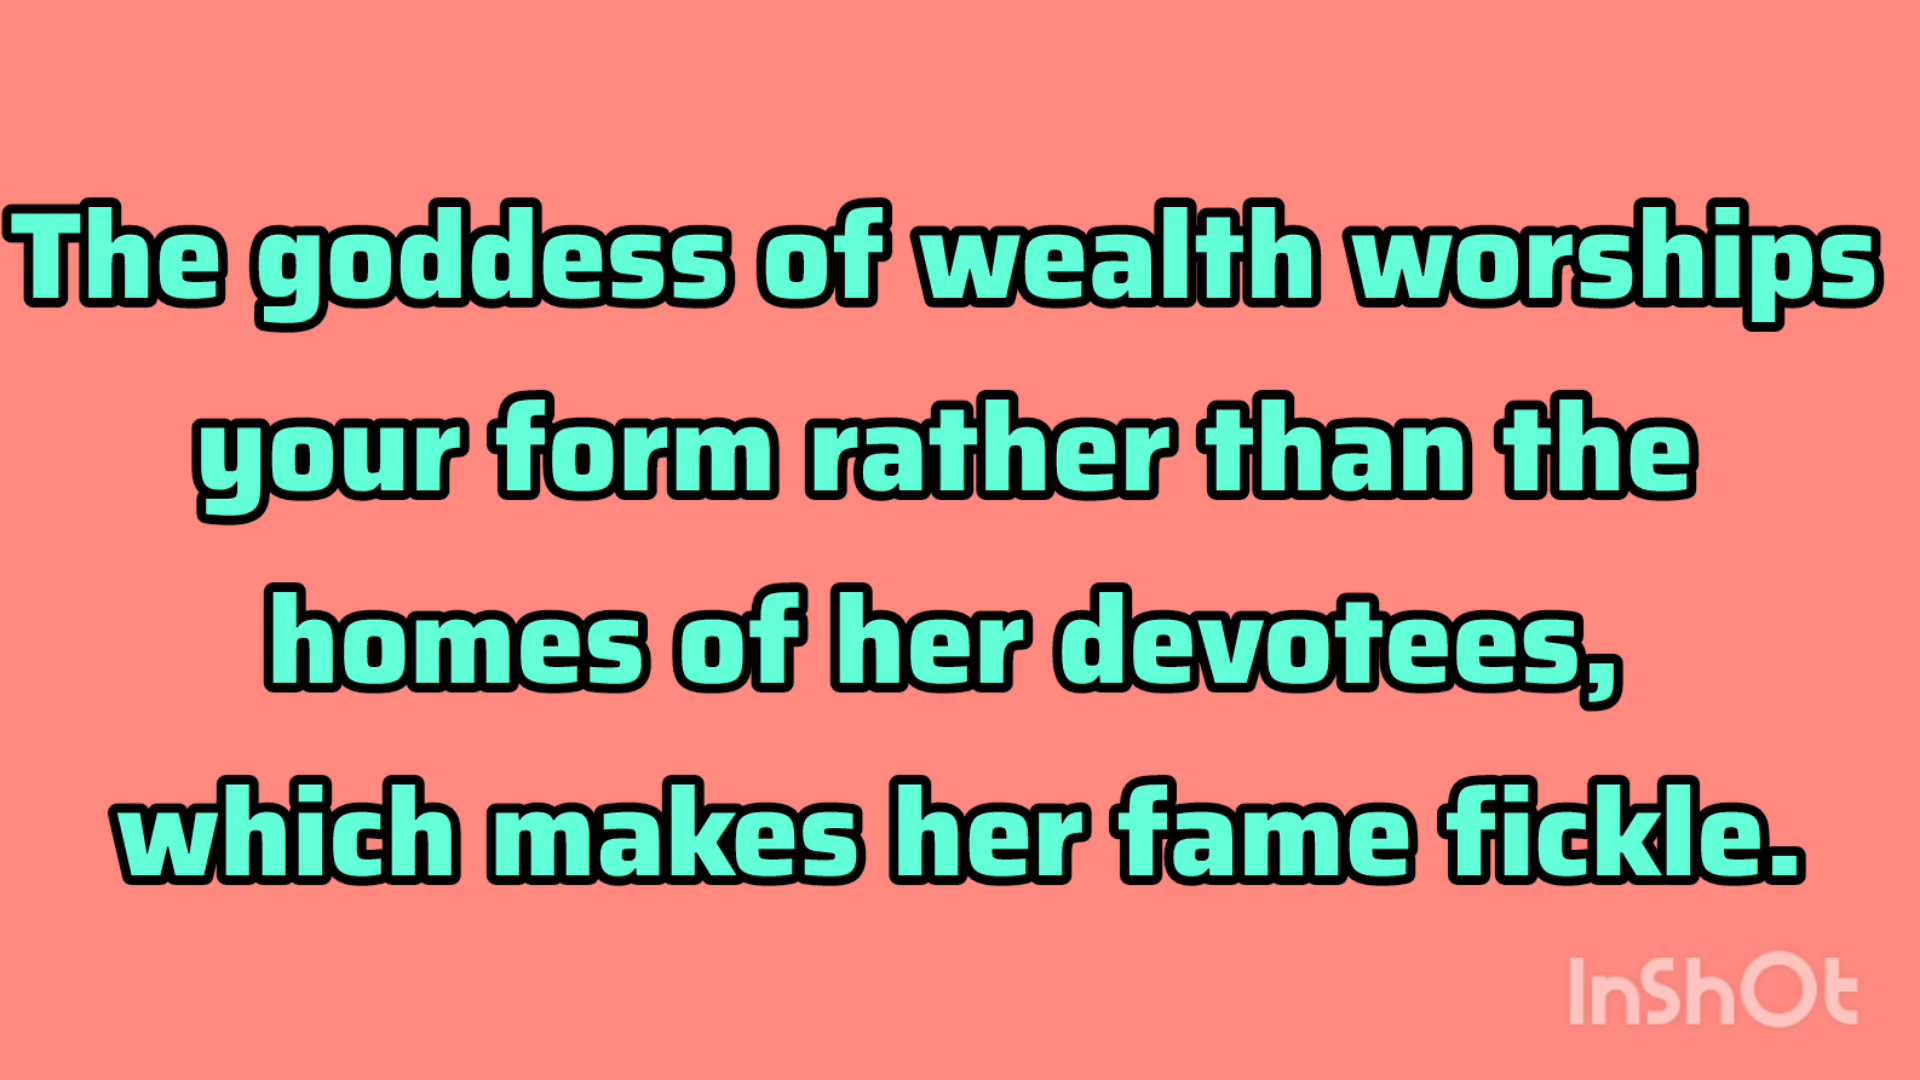 The goddess of wealth worships
your form rather than the
homes of her devotees,
which makes her fame fickle.
InShOt